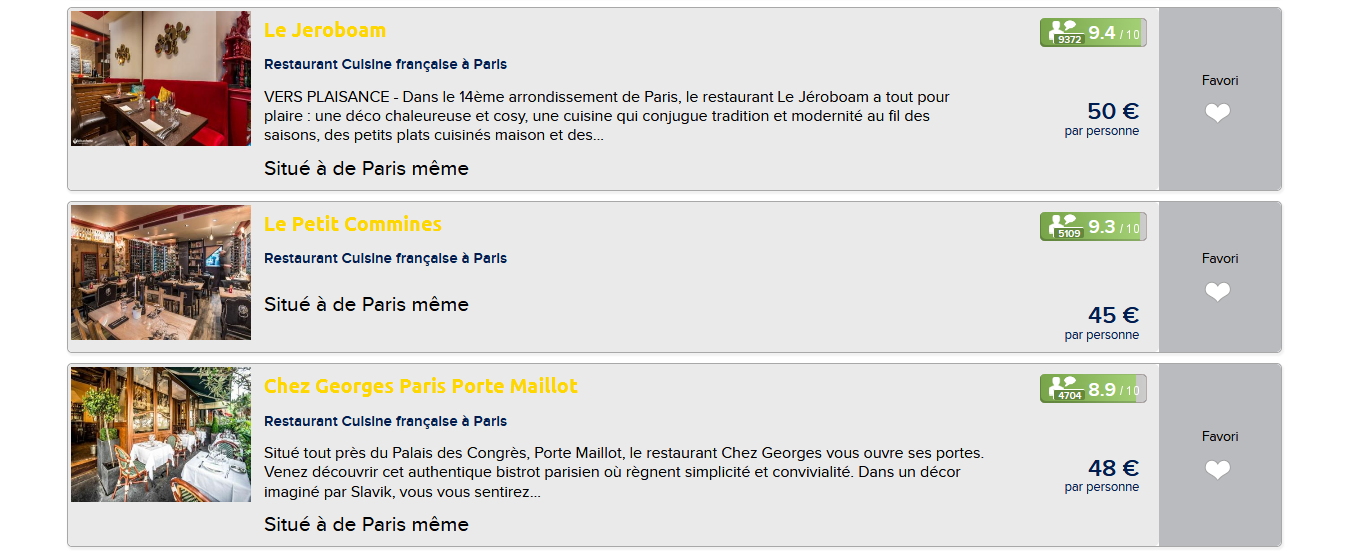 Le Jeroboam
9372 9.4 / 10
Restaurant Cuisine française à Paris
Favori
VERS PLAISANCE - Dans le 14ème arrondissement de Paris, le restaurant Le Jéroboam a tout pour
plaire : une déco chaleureuse et cosy, une cuisine qui conjugue tradition et modernité au fil des
saisons, des petits plats cuisinés maison et des...
50 €
par personne
Situé à de Paris même
Le Petit Commines
5109 9.3 / 10
Restaurant Cuisine française à Paris
Favori
Situé à de Paris même
45 €
par personne
Chez Georges Paris Porte Maillot
4704 8.9 / 10
Restaurant Cuisine française à Paris
Favori
Situé tout près du Palais des Congrès, Porte Maillot, le restaurant Chez Georges vous ouvre ses portes.
Venez découvrir cet authentique bistrot parisien où règnent simplicité et convivialité. Dans un décor
imaginé par Slavik, vous vous sentirez...
48 €
par personne
Situé à de Paris même